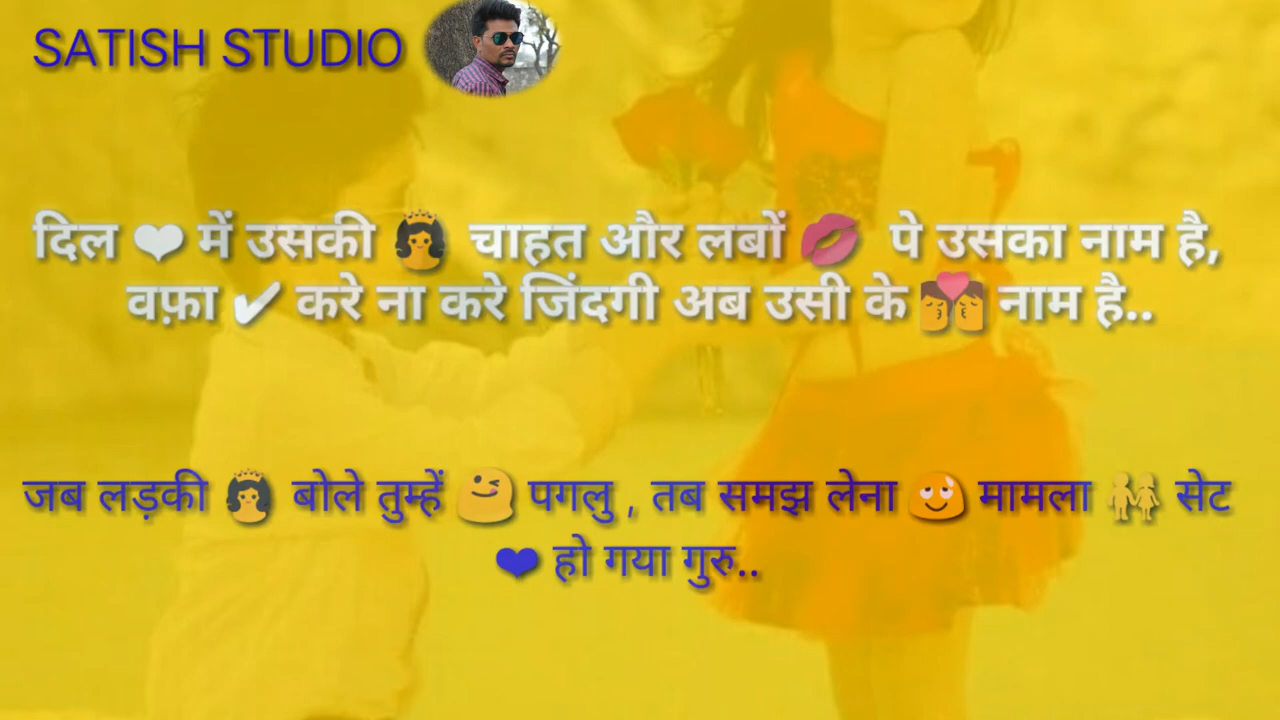 SATISH STUDIO
दिल ❤ में उसकी 👸 चाहत और लबों 💋 पे उसका नाम है,
वफ़ा ✔ करे ना करे जिंदगी अब उसी के 💏 नाम है..
जब लड़की 👸 बोले तुम्हें 😜 पगलु , तब समझ लेना 😌 मामला 👫 सेट
❤ हो गया गुरु..